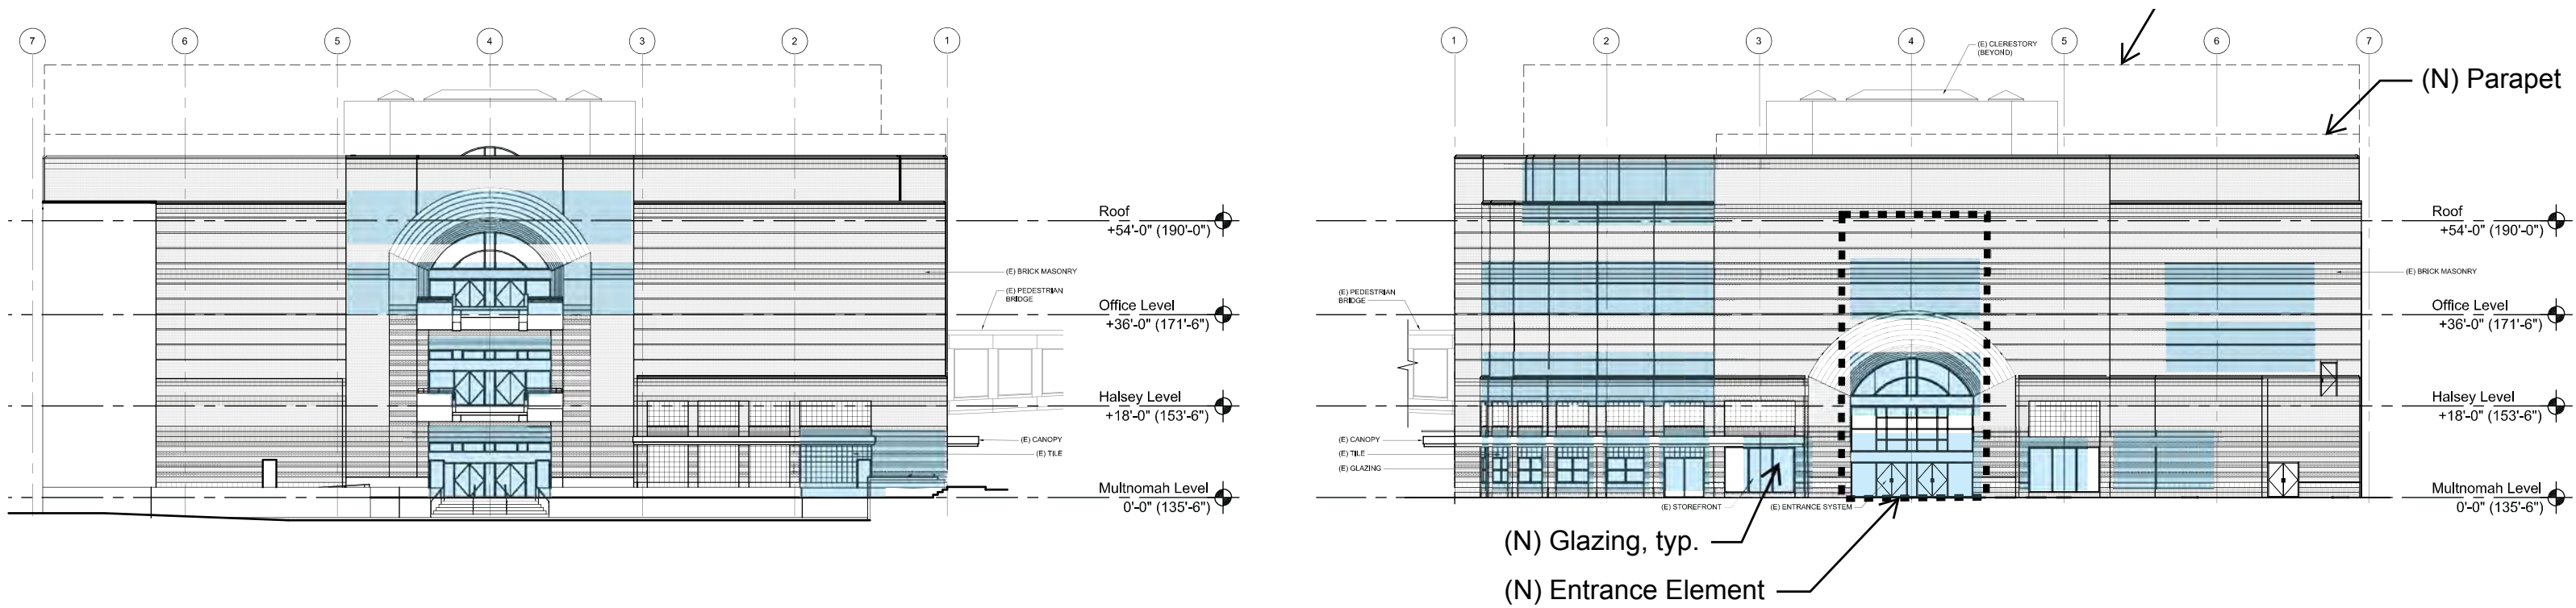 7 6 5 4 3 2 1
Roof
+54'-0" (190'-0")
(E) BRICK MASONRY
(E) PEDESTRIAN
BRIDGE
Office Level
+36'-0" (171'-6")
Halsey Level
+18'-0" (153'-6")
(E) CANOPY
(E) TILE
Multnomah Level
0'-0" (135'-6")
1 2 3 4 5 6 7
(E) CLERESTORY
(BEYOND)
(N) Parapet
Roof
+54'-0" (190'-0")
(E) BRICK MASONRY
(E) PEDESTRIAN
BRIDGE
Office Level
+36'-0" (171'-6")
Halsey Level
+18'-0" (153'-6")
(E) CANOPY
(E) TILE
(E) GLAZING
Multnomah Level
0'-0" (135'-6")
(E) STOREFRONT
(E) ENTRANCE SYSTEM
(N) Glazing, typ.
(N) Entrance Element